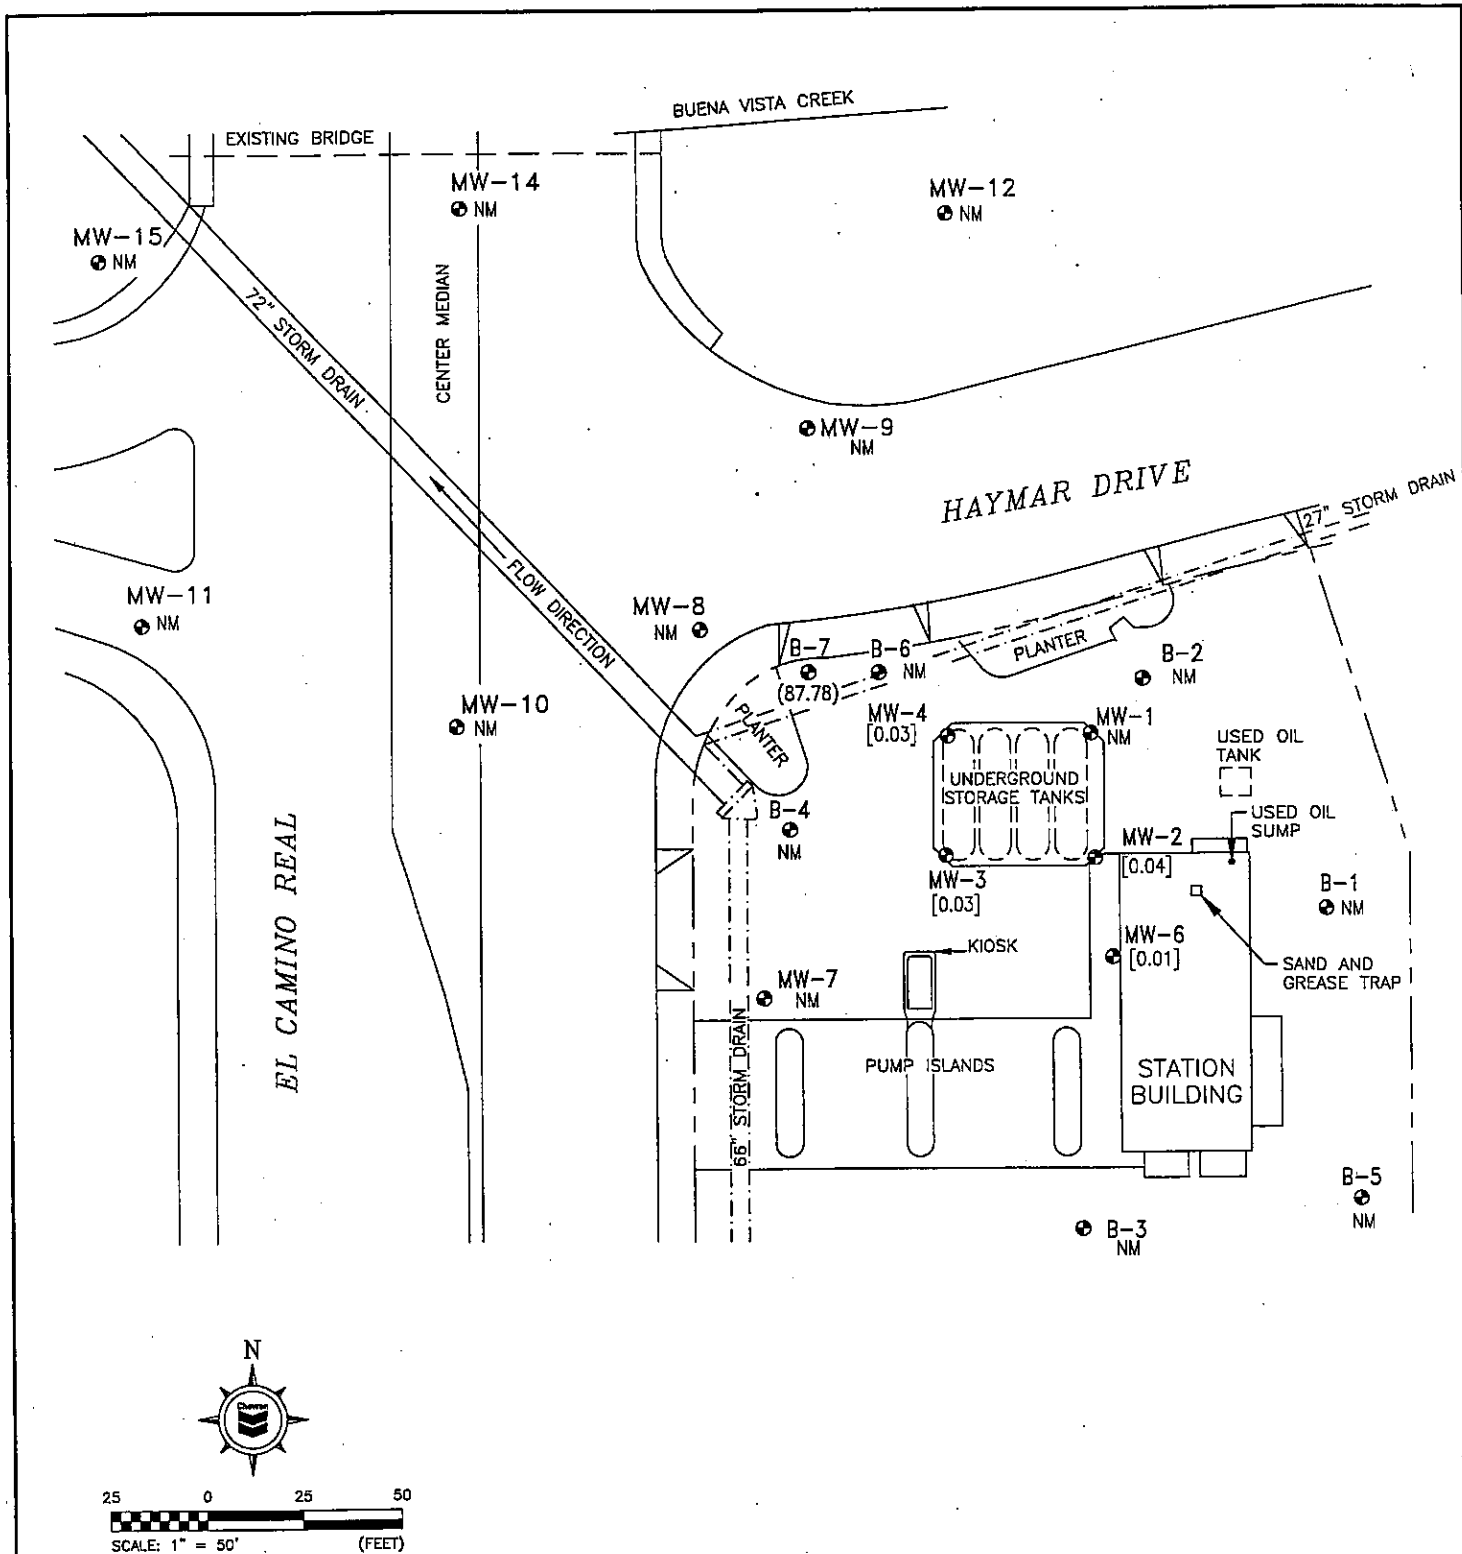 BUENA VISTA CREEK
EXISTING BRIDGE
MW-14
NM
MW-12
NM
MW-15
NM
72" STORM DRAIN
CENTER MEDIAN
MW-9
NM
HAYMAR DRIVE
27" STORM DRAIN
FLOW DIRECTION
MW-11
NM
MW-8
NM
B-7
(87.78)
B-6
NM
PLANTER
B-2
NM
MW-10
NM
PLANTER
MW-4
[0.03]
MW-1
NM
USED OIL
TANK
UNDERGROUND
STORAGE TANKS
USED OIL
SUMP
B-4
NM
MW-2
[0.04]
MW-3
[0.03]
B-1
NM
EL CAMINO REAL
KIOSK
MW-6
[0.01]
SAND AND
GREASE TRAP
MW-7
NM
66" STORM DRAIN
PUMP ISLANDS
STATION
BUILDING
B-5
NM
B-3
NM
N
Chevron
25 0 25 50
SCALE: 1" = 50' (FEET)